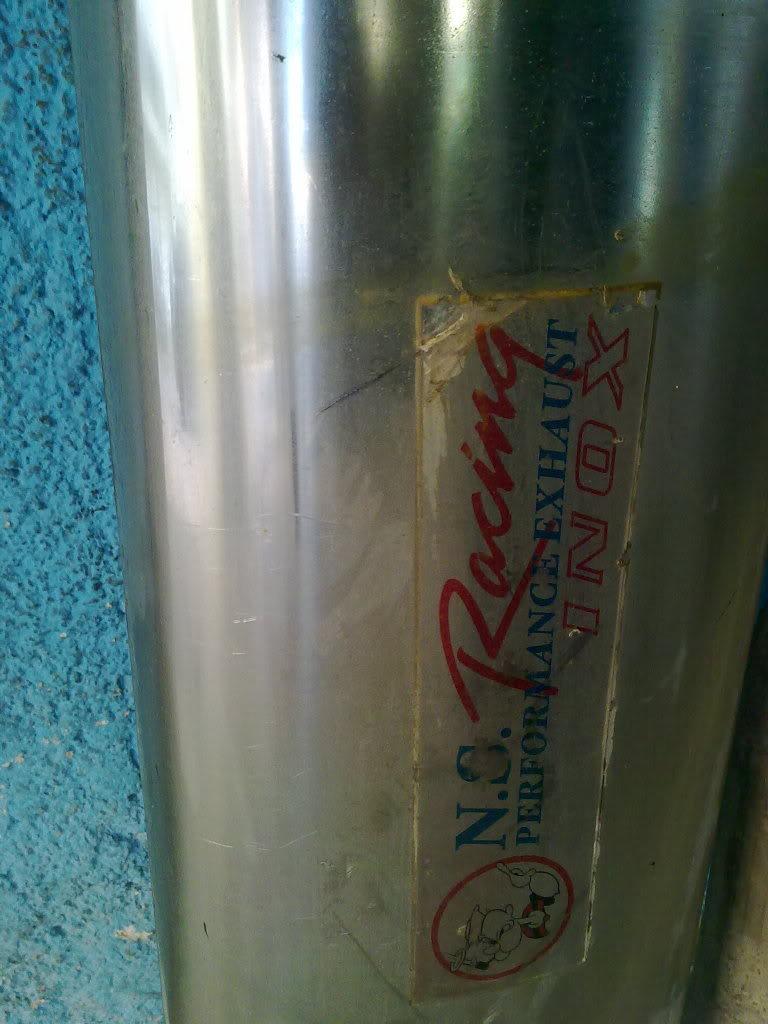 N.S. Racing
PERFORMANCE EXHAUST
INOX